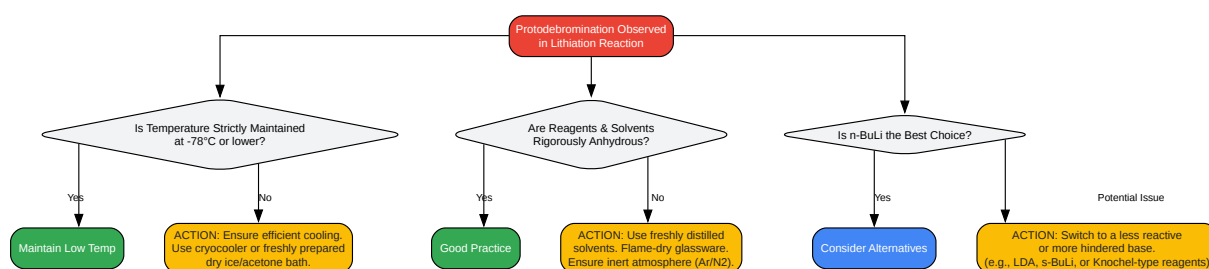 Protodebromination Observed
in Lithiation Reaction
Is Temperature Strictly Maintained
at -78°C or lower?
Are Reagents & Solvents
Rigorously Anhydrous?
Is n-BuLi the Best Choice?
Yes
No
Yes
No
Yes
Potential Issue
Maintain Low Temp
ACTION: Ensure efficient cooling.
Use cryocooler or freshly prepared
dry ice/acetone bath.
Good Practice
ACTION: Use freshly distilled
solvents. Flame-dry glassware.
Ensure inert atmosphere (Ar/N2).
Consider Alternatives
ACTION: Switch to a less reactive
or more hindered base.
(e.g., LDA, s-BuLi, or Knochel-type reagents)